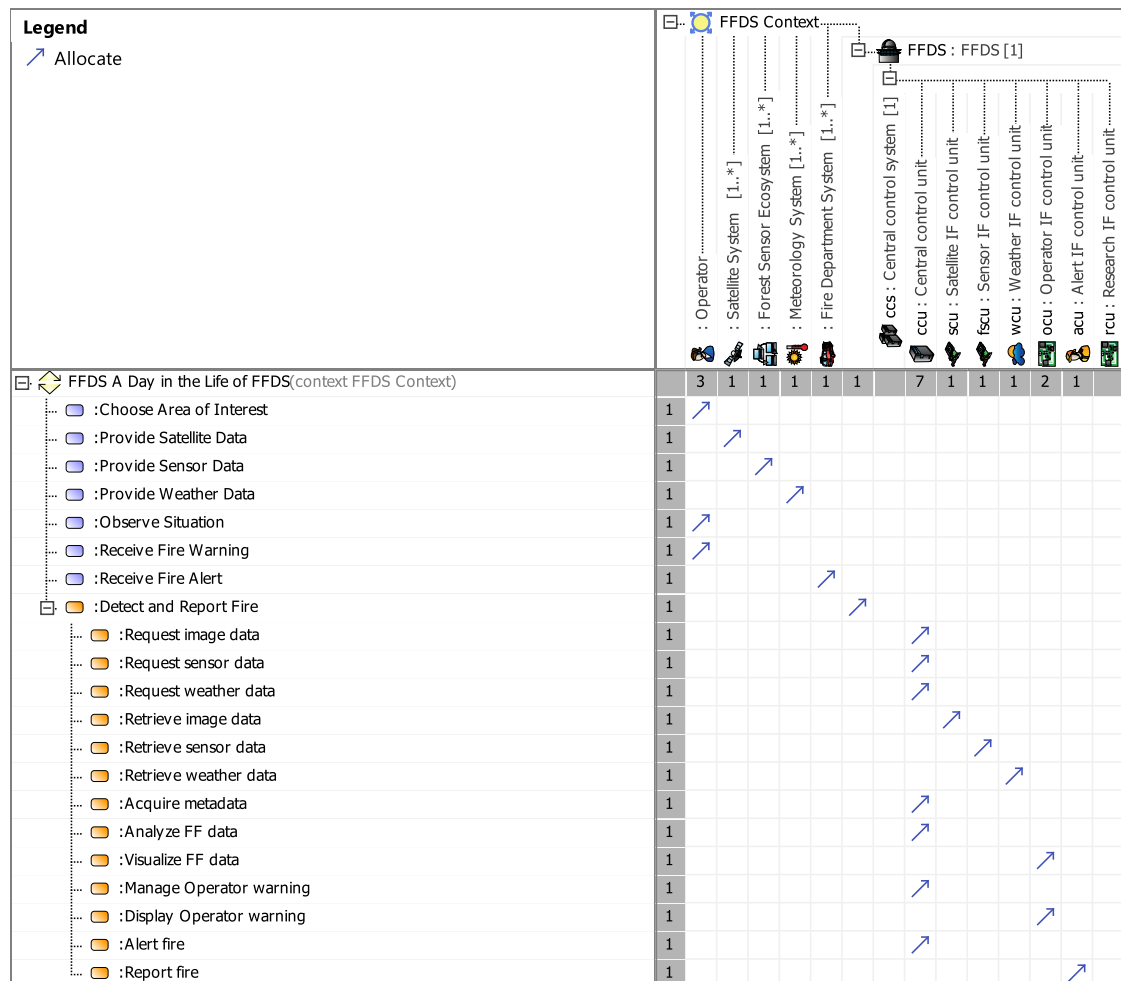 Legend
Allocate
FFDS Context
FFDS : FFDS [1]
: Operator
: Satellite System [1..*]
: Forest Sensor Ecosystem [1..*]
: Meteorology System [1..*]
: Fire Department System [1..*]
ccs : Central control system [1]
ccu : Central control unit
scu : Satellite IF control unit
fscu : Sensor IF control unit
wcu : Weather IF control unit
ocu : Operator IF control unit
acu : Alert IF control unit
rcu : Research IF control unit
FFDS A Day in the Life of FFDS(context FFDS Context) 3 1 1 1 1 1 7 1 1 1 2 1
:Choose Area of Interest 1
:Provide Satellite Data 1
:Provide Sensor Data 1
:Provide Weather Data 1
:Observe Situation 1
:Receive Fire Warning 1
:Receive Fire Alert 1
:Detect and Report Fire 1
:Request image data 1
:Request sensor data 1
:Request weather data 1
:Retrieve image data 1
:Retrieve sensor data 1
:Retrieve weather data 1
:Acquire metadata 1
:Analyze FF data 1
:Visualize FF data 1
:Manage Operator warning 1
:Display Operator warning 1
:Alert fire 1
:Report fire 1